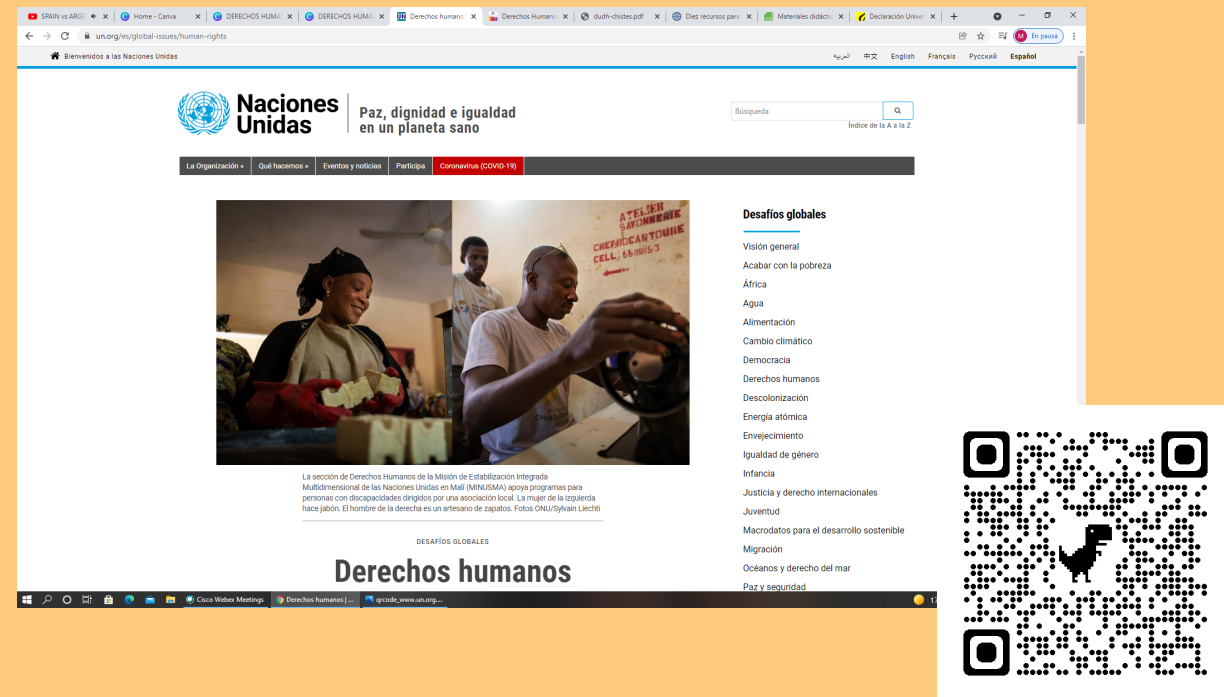 SPAIN vs ARGE
Home - Canva
DERECHOS HUMA
DERECHOS HUMA
Derechos humanos
Derechos Humano
dudh-chistes.pdf
Diez recursos para
Materiales didáctic
Declaración Univer
un.org/es/global-issues/human-rights
M En pausa
Bienvenidos a las Naciones Unidas
العربية 中文 English Français Русский Español
Naciones
Unidas
Paz, dignidad e igualdad
en un planeta sano
Búsqueda
Índice de la A a la Z
La Organización » Qué hacemos » Eventos y noticias Participa Coronavirus (COVID-19)
ATELIER
SAVONNERIE
La sección de Derechos Humanos de la Misión de Estabilización Integrada
Multidimensional de las Naciones Unidas en Malí (MINUSMA) apoya programas para
personas con discapacidades dirigidos por una asociación local. La mujer de la izquierda
hace jabón. El hombre de la derecha es un artesano de zapatos. Fotos ONU/Sylvain Liechti
DESAFÍOS GLOBALES
Derechos humanos
Desafíos globales
Visión general
Acabar con la pobreza
África
Agua
Alimentación
Cambio climático
Democracia
Derechos humanos
Descolonización
Energía atómica
Envejecimiento
Igualdad de género
Infancia
Justicia y derecho internacionales
Juventud
Macrodatos para el desarrollo sostenible
Migración
Océanos y derecho del mar
Paz y seguridad
Cisco Webex Meetings
Derechos humanos | ...
qrcode_www.un.org...
17